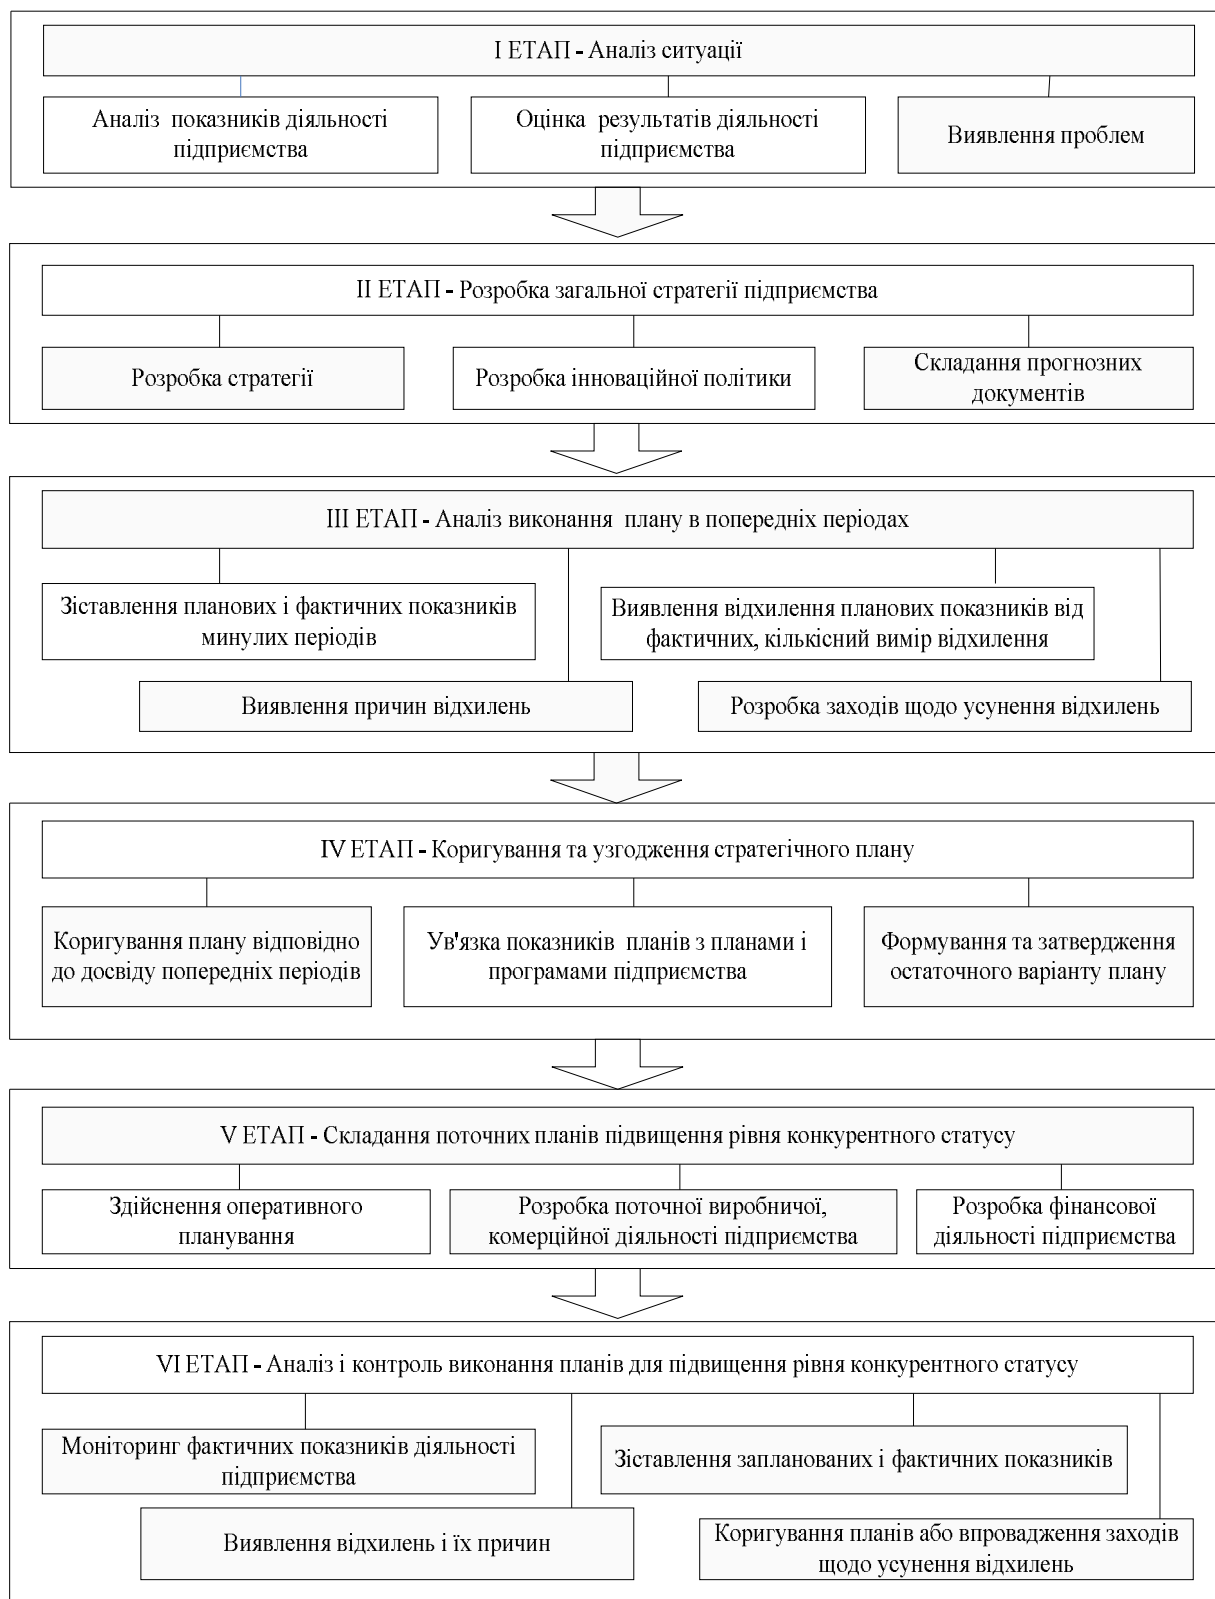 I ЕТАП - Аналіз ситуації
Аналіз показників діяльності
підприємства
Оцінка результатів діяльності
підприємства
Виявлення проблем
II ЕТАП - Розробка загальної стратегії підприємства
Розробка стратегії
Розробка інноваційної політики
Складання прогнозних
документів
III ЕТАП - Аналіз виконання плану в попередніх періодах
Зіставлення планових і фактичних показників
минулих періодів
Виявлення відхилення планових показників від
фактичних, кількісний вимір відхилення
Виявлення причин відхилень
Розробка заходів щодо усунення відхилень
IV ЕТАП - Коригування та узгодження стратегічного плану
Коригування плану відповідно
до досвіду попередніх періодів
Ув'язка показників планів з планами і
програмами підприємства
Формування та затвердження
остаточного варіанту плану
V ЕТАП - Складання поточних планів підвищення рівня конкурентного статусу
Здійснення оперативного
планування
Розробка поточної виробничої,
комерційної діяльності підприємства
Розробка фінансової
діяльності підприємства
VI ЕТАП - Аналіз і контроль виконання планів для підвищення рівня конкурентного статусу
Моніторинг фактичних показників діяльності
підприємства
Зіставлення запланованих і фактичних показників
Виявлення відхилень і їх причин
Коригування планів або впровадження заходів
щодо усунення відхилень